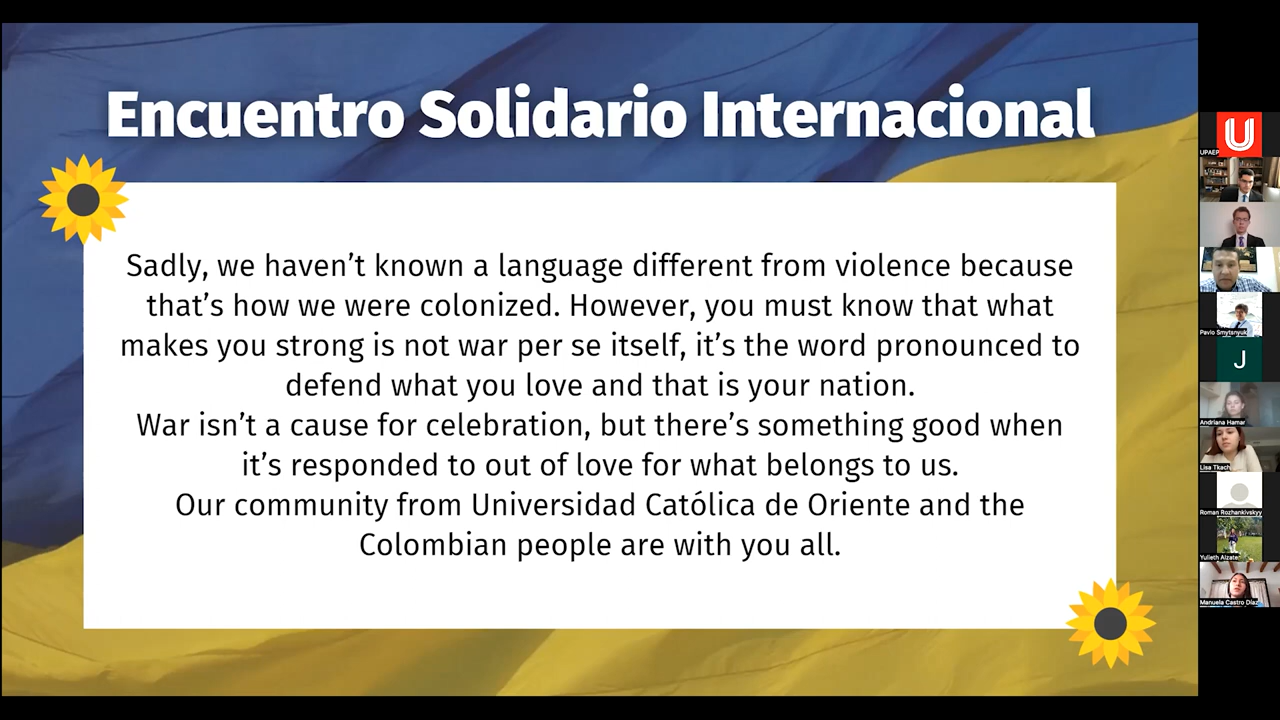 Encuentro Solidario Internacional
Sadly, we haven't known a language different from violence because
that's how we were colonized. However, you must know that what
makes you strong is not war per se itself, it's the word pronounced to
defend what you love and that is your nation.
War isn't a cause for celebration, but there's something good when
it's responded to out of love for what belongs to us.
Our community from Universidad Católica de Oriente and the
Colombian people are with you all.
U
UPAEP
Pavlo Smytsnyuk
J
Andriana Hamar
Lisa Tkach
Roman Rozhankivskyy
Yulieth Alzate
Manuela Castro Díaz